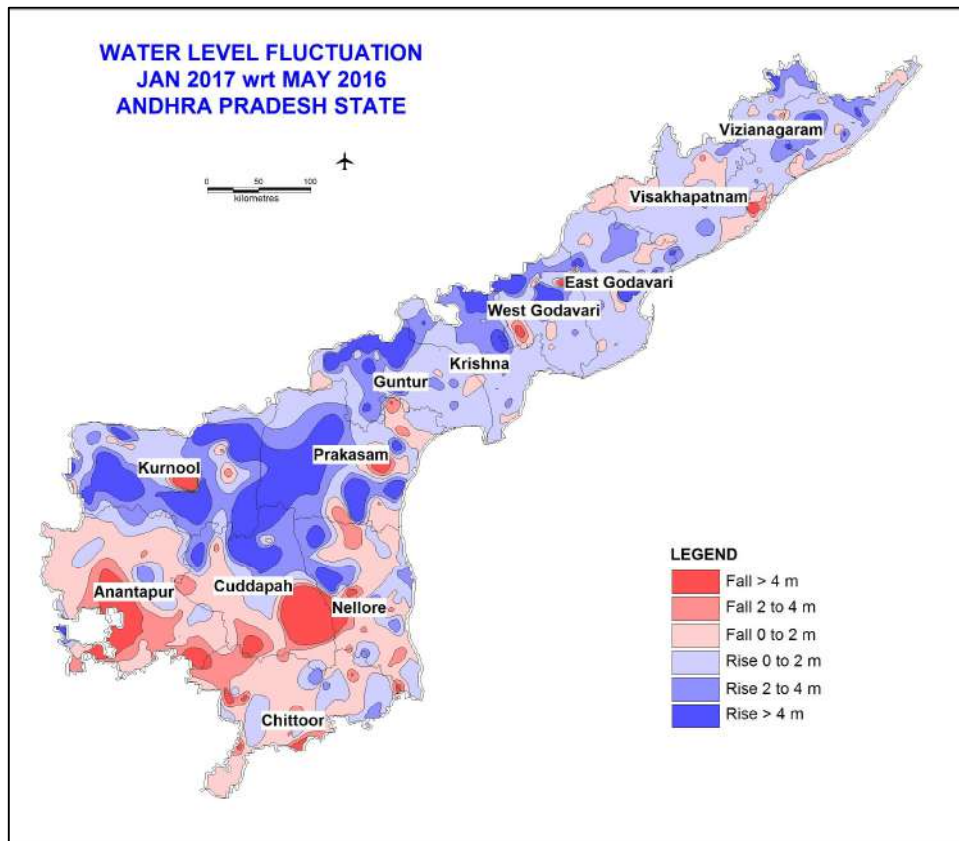 WATER LEVEL FLUCTUATION
JAN 2017 wrt MAY 2016
ANDHRA PRADESH STATE
0 50 100
kilometres
Vizianagaram
Visakhapatnam
East Godavari
West Godavari
Krishna
Guntur
Prakasam
Kurnool
Anantapur
Cuddapah
Nellore
Chittoor
LEGEND
Fall > 4 m
Fall 2 to 4 m
Fall 0 to 2 m
Rise 0 to 2 m
Rise 2 to 4 m
Rise > 4 m